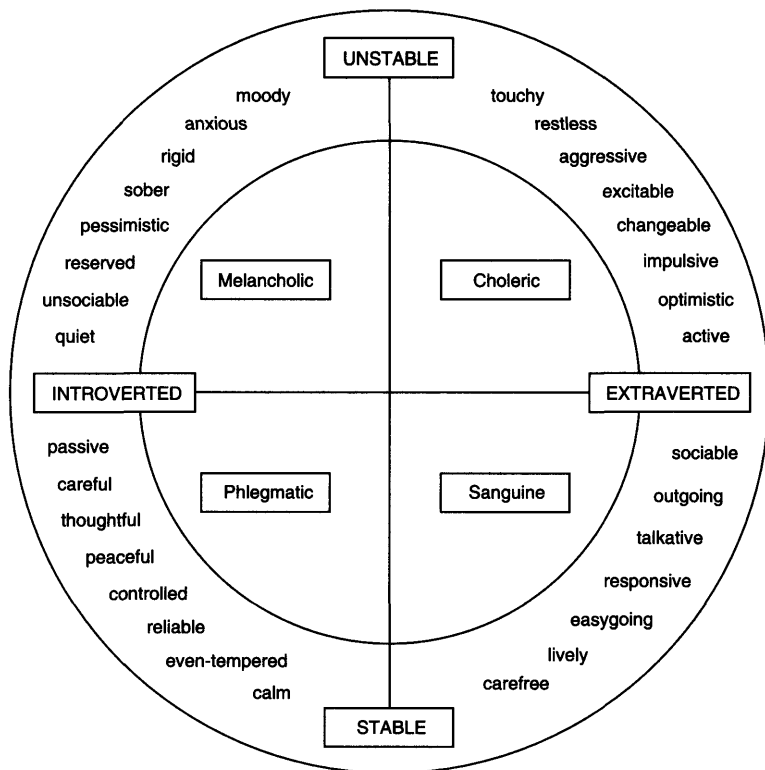 UNSTABLE
moody
touchy
anxious
restless
rigid
aggressive
sober
excitable
pessimistic
changeable
reserved
impulsive
unsociable
optimistic
quiet
active
Melancholic
Choleric
INTROVERTED
EXTRAVERTED
passive
sociable
careful
outgoing
thoughtful
talkative
peaceful
responsive
controlled
easygoing
reliable
lively
even-tempered
carefree
calm
Phlegmatic
Sanguine
STABLE